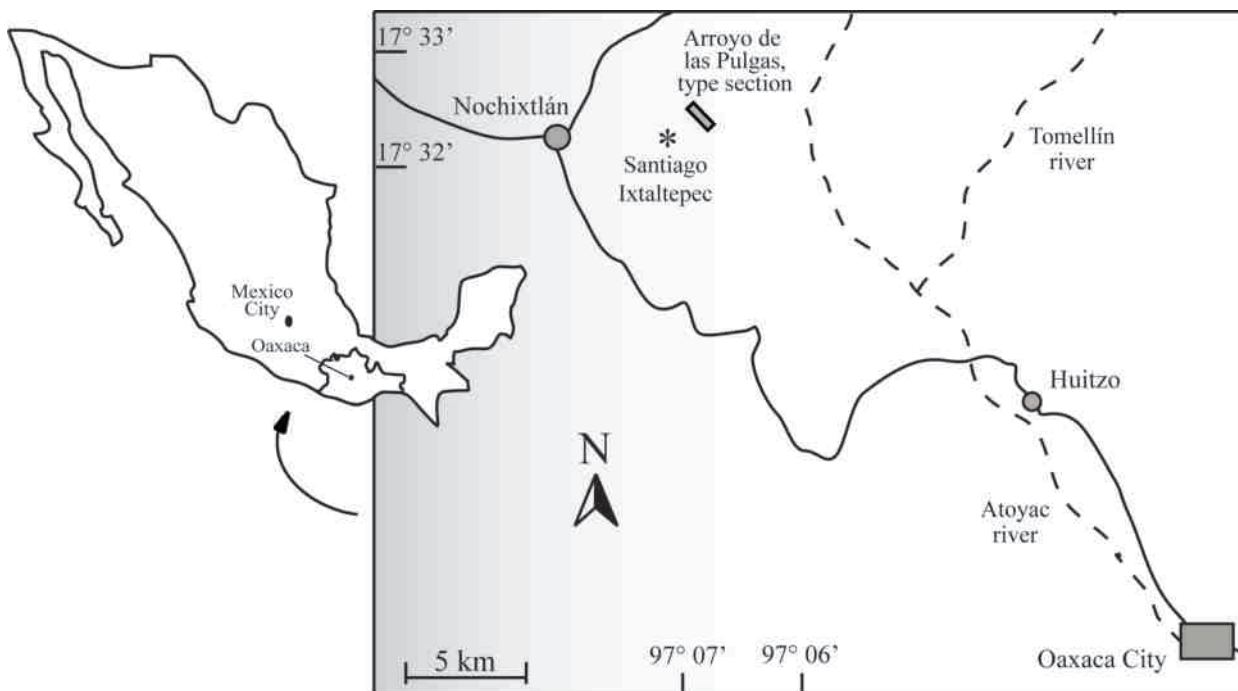 17° 33’
Arroyo de
las Pulgas,
type section
Nochixtlán
Tomellín
river
17° 32’
Santiago
Ixtaltepec
*
Mexico
City
Oaxaca
Huitzo
N
Atoyac
river
5 km
97° 07’
97° 06’
Oaxaca City